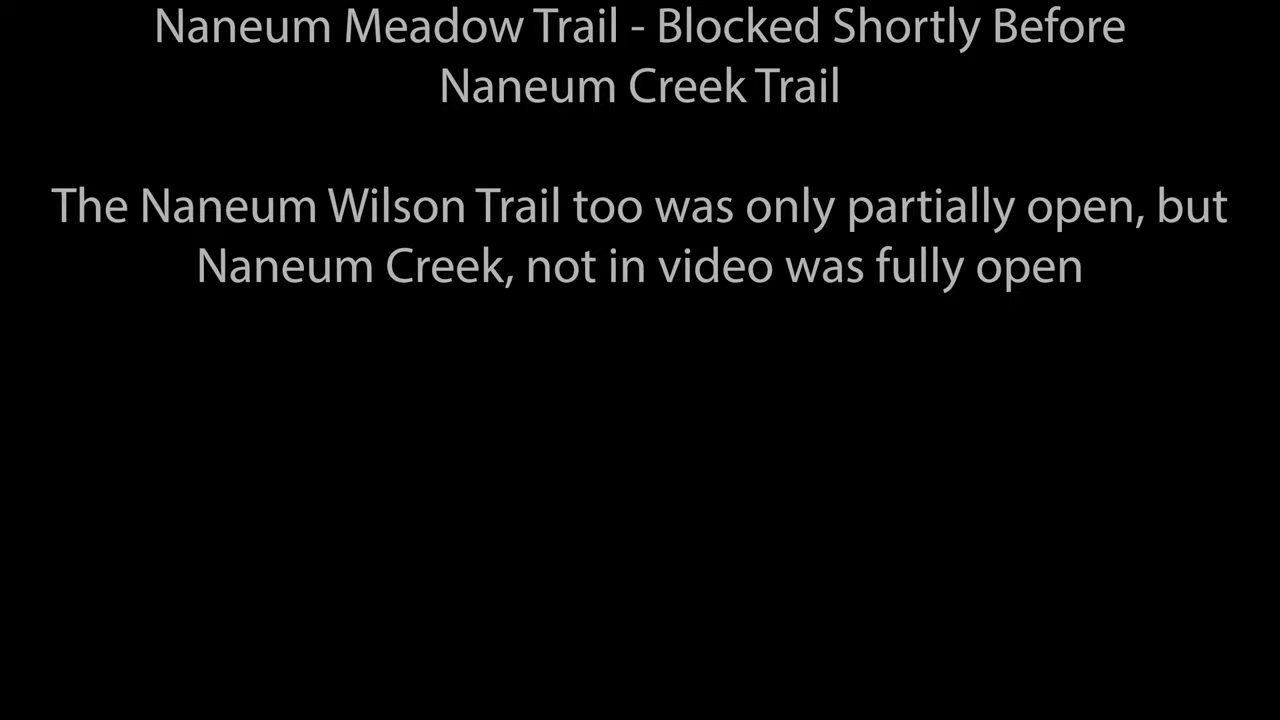 Naneum Meadow Trail - Blocked Shortly Before
Naneum Creek Trail
The Naneum Wilson Trail too was only partially open, but
Naneum Creek, not in video was fully open